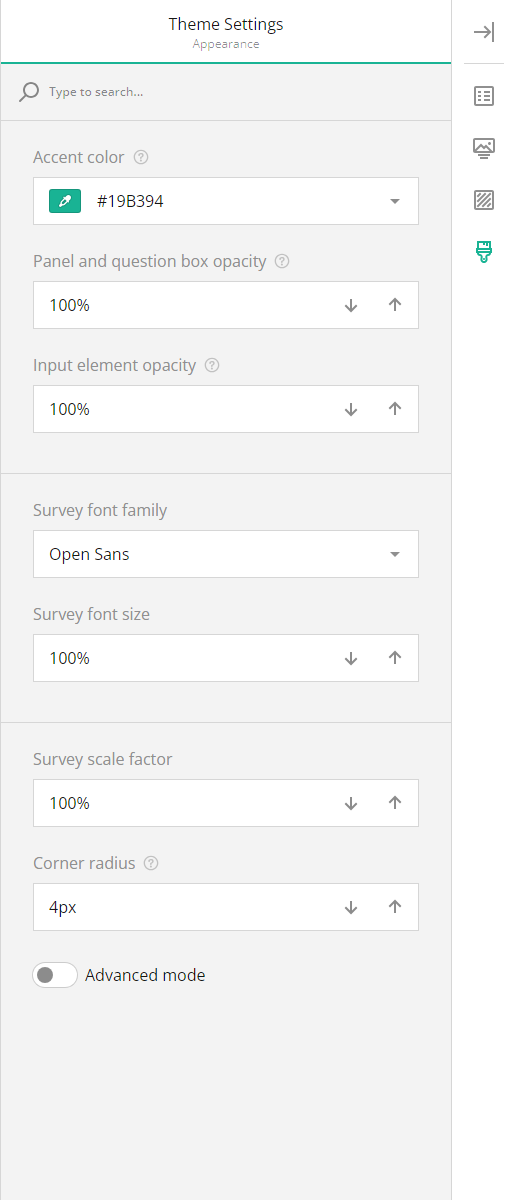 Theme Settings
Appearance
Type to search...
Accent color
#19B394
Panel and question box opacity
100%
Input element opacity
100%
Survey font family
Open Sans
Survey font size
100%
Survey scale factor
100%
Corner radius
4px
Advanced mode